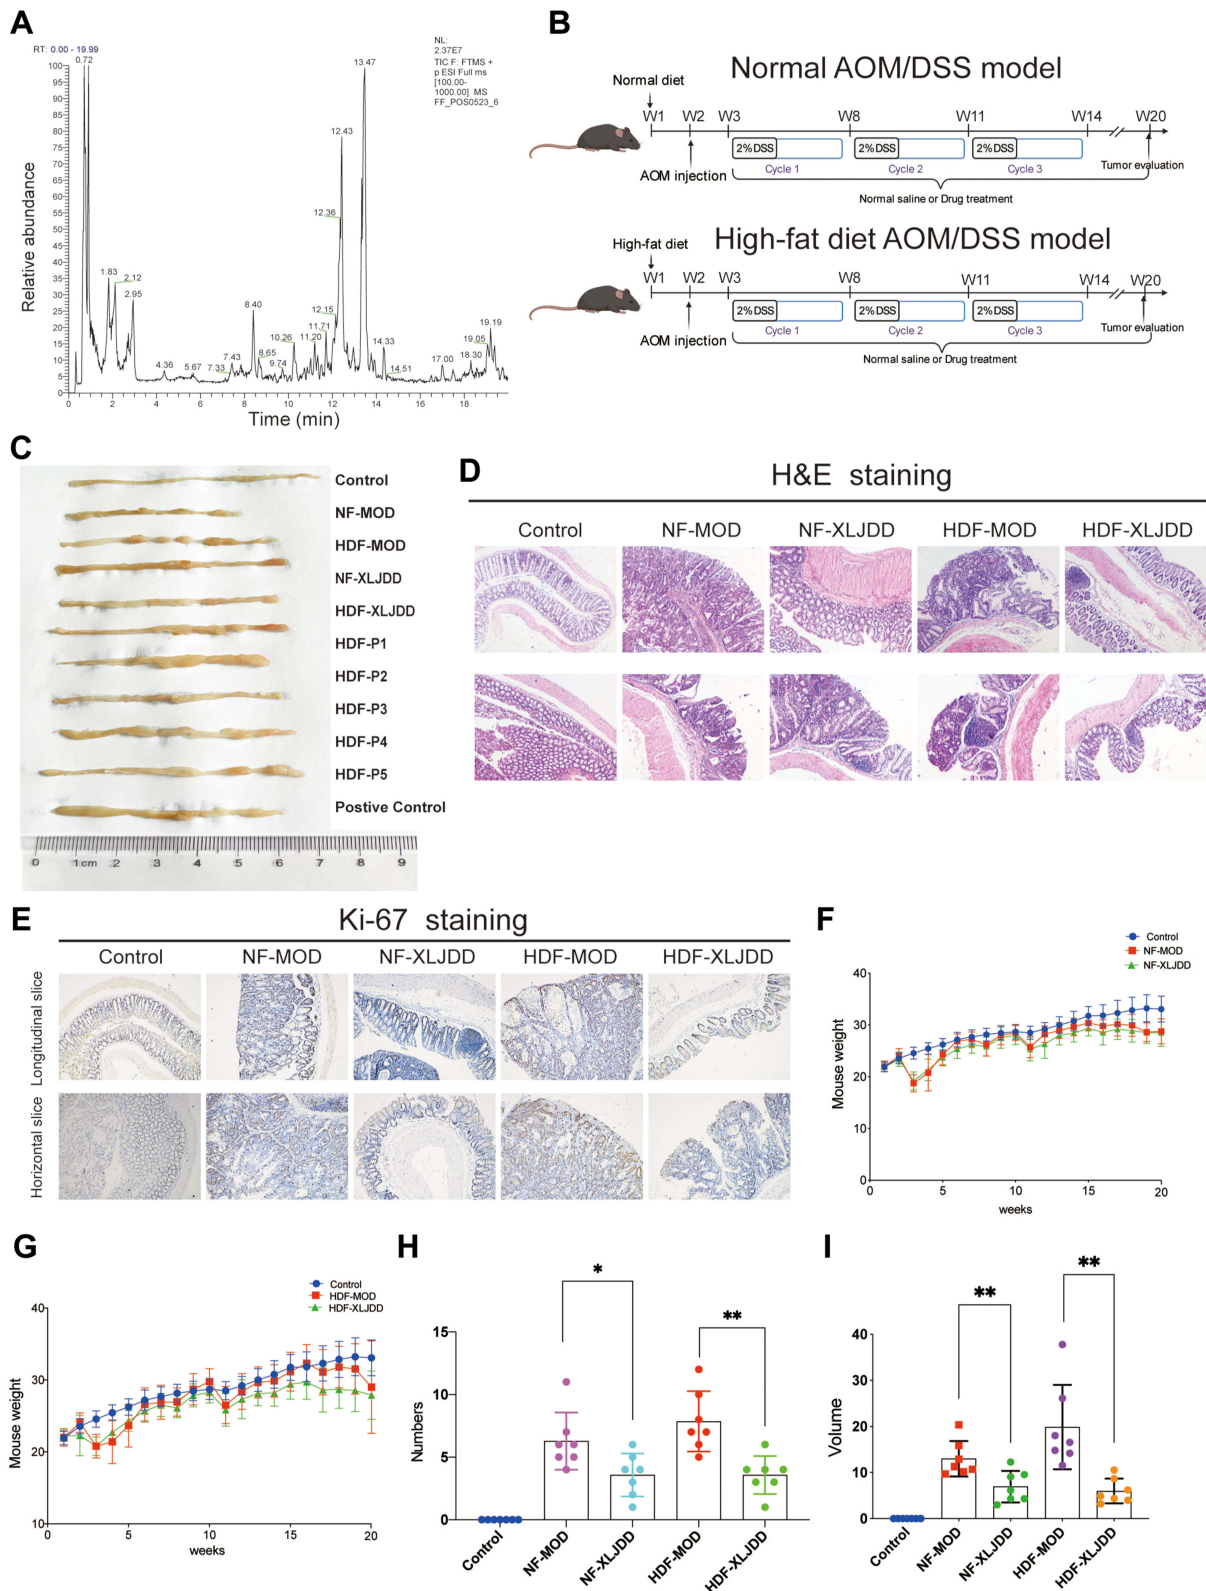 A
RT: 0.00 - 19.99
NL:
2.37E7
TIC F: FTMS +
p ESI Full ms
[100.00-
1000.00] MS
FF_POS0523_6
Relative abundance
100
95
90
85
80
75
70
65
60
55
50
45
40
35
30
25
20
15
10
5
0
0.72
1.83
2.12
2.95
4.36
5.67
7.33
7.43
8.40
8.65
9.74
10.26
11.20
11.71
12.15
12.36
12.43
13.47
14.33
14.51
17.00
18.30
19.05
19.19
0 2 4 6 8 10 12 14 16 18
Time (min)
B
Normal AOM/DSS model
Normal diet
W1 W2 W3 W8 W11 W14 W20
2% DSS 2% DSS 2% DSS
Cycle 1 Cycle 2 Cycle 3
AOM injection
Tumor evaluation
Normal saline or Drug treatment
High-fat diet AOM/DSS model
High-fat diet
W1 W2 W3 W8 W11 W14 W20
2% DSS 2% DSS 2% DSS
Cycle 1 Cycle 2 Cycle 3
AOM injection
Tumor evaluation
Normal saline or Drug treatment
C
Control
NF-MOD
HDF-MOD
NF-XLJDD
HDF-XLJDD
HDF-P1
HDF-P2
HDF-P3
HDF-P4
HDF-P5
Postive Control
0 1cm 2 3 4 5 6 7 8 9
D
H&E staining
Control NF-MOD NF-XLJDD HDF-MOD HDF-XLJDD
E
Ki-67 staining
Control NF-MOD NF-XLJDD HDF-MOD HDF-XLJDD
Longitudinal slice
Horizontal slice
F
Control
NF-MOD
NF-XLJDD
Mouse weight
40
30
20
10
0
0 5 10 15 20
weeks
G
Control
HDF-MOD
HDF-XLJDD
Mouse weight
40
30
20
10
0 5 10 15 20
weeks
H
*
**
Numbers
15
10
5
0
Control NF-MOD NF-XLJDD HDF-MOD HDF-XLJDD
I
**
**
Volume
40
30
20
10
0
Control NF-MOD NF-XLJDD HDF-MOD HDF-XLJDD